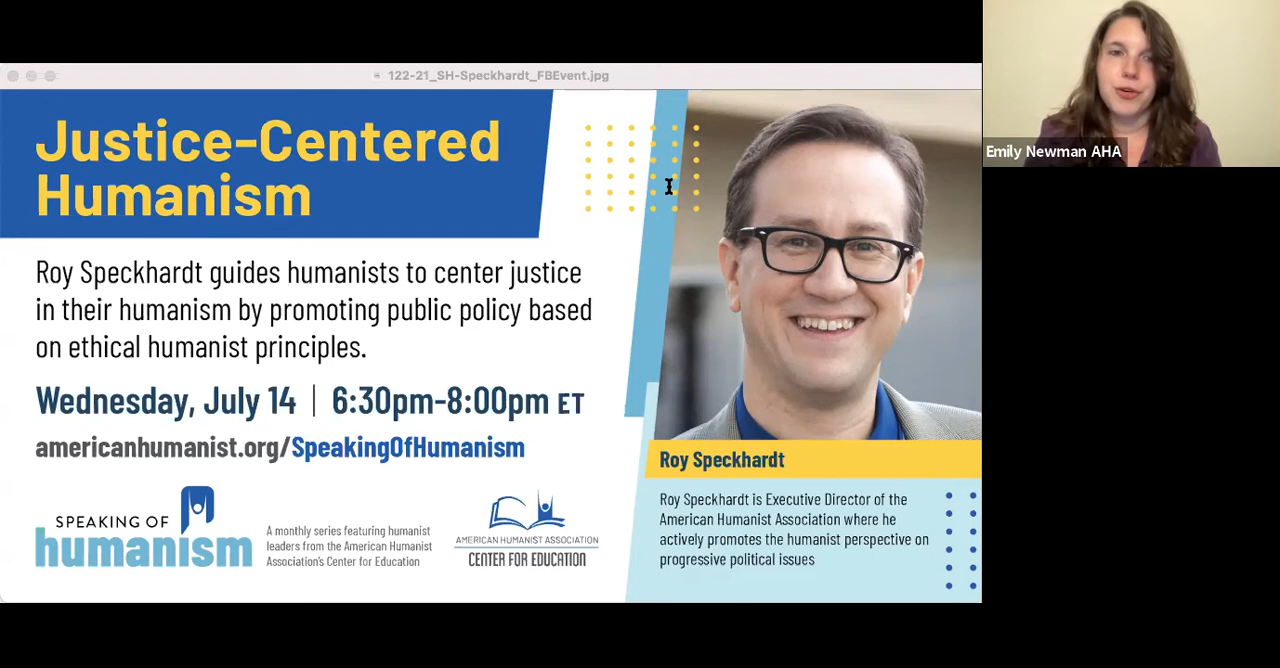 122-21_SH-Speckhardt_FBEvent.jpg
Justice-Centered
Humanism
Roy Speckhardt guides humanists to center justice
in their humanism by promoting public policy based
on ethical humanist principles.
Wednesday, July 14 | 6:30pm-8:00pm ET
americanhumanist.org/SpeakingOfHumanism
SPEAKING OF
humanism
A monthly series featuring humanist
leaders from the American Humanist
Association's Center for Education
AMERICAN HUMANIST ASSOCIATION
CENTER FOR EDUCATION
Roy Speckhardt
Roy Speckhardt is Executive Director of the
American Humanist Association where he
actively promotes the humanist perspective on
progressive political issues
Emily Newman AHA